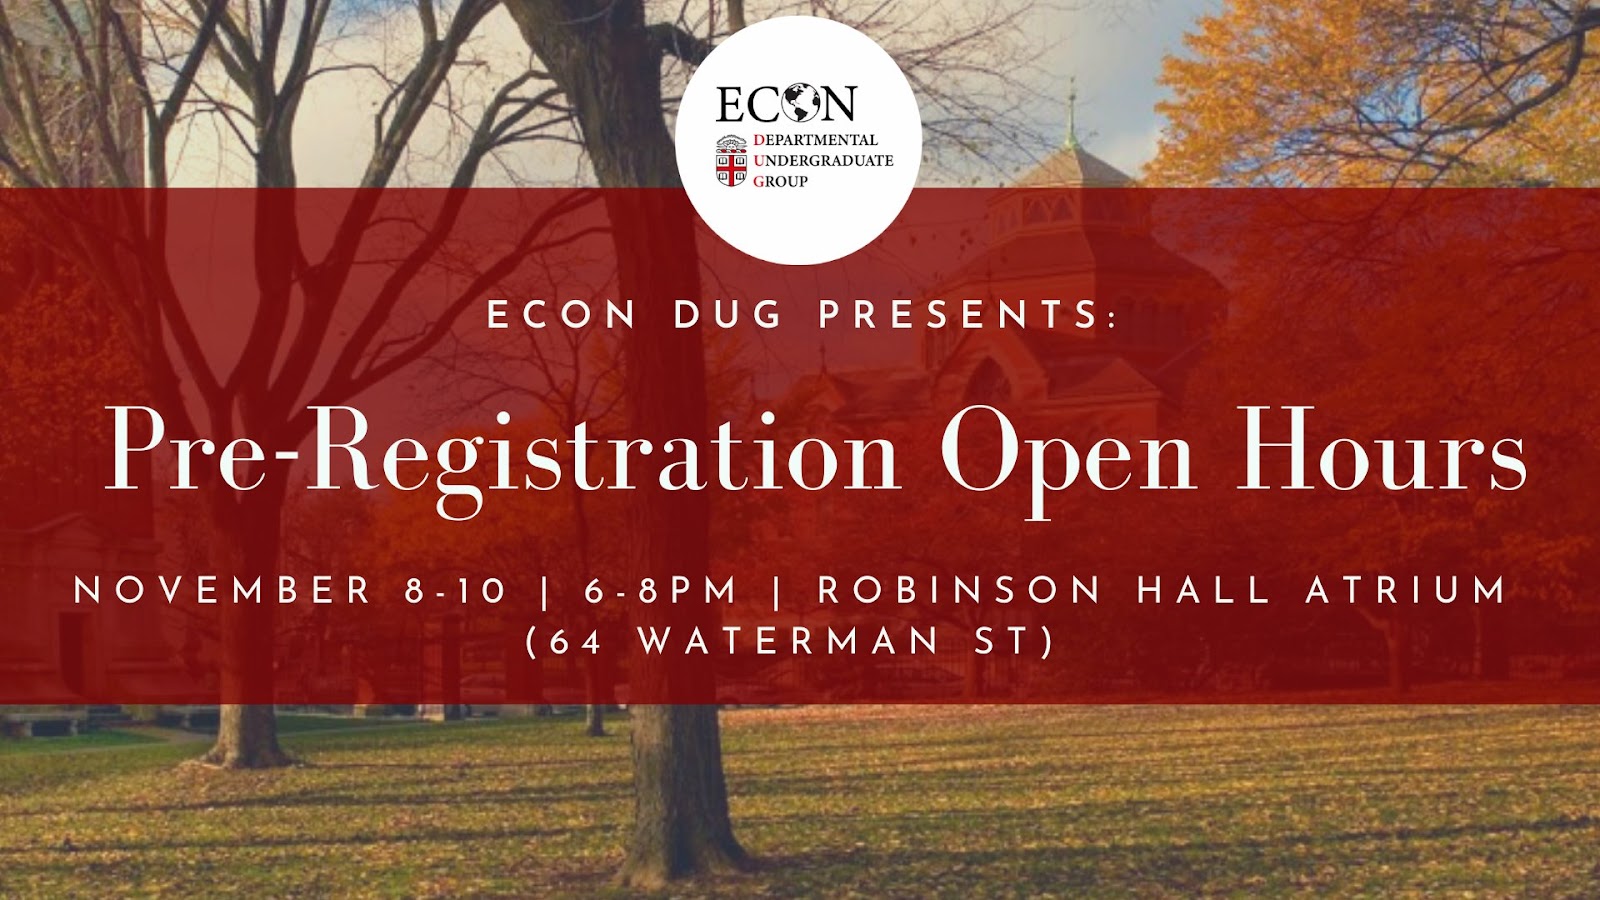 ECON
DEPARTMENTAL
UNDERGRADUATE
GROUP
ECON DUG PRESENTS:
Pre-Registration Open Hours
NOVEMBER 8-10 | 6-8PM | ROBINSON HALL ATRIUM
(64 WATERMAN ST)